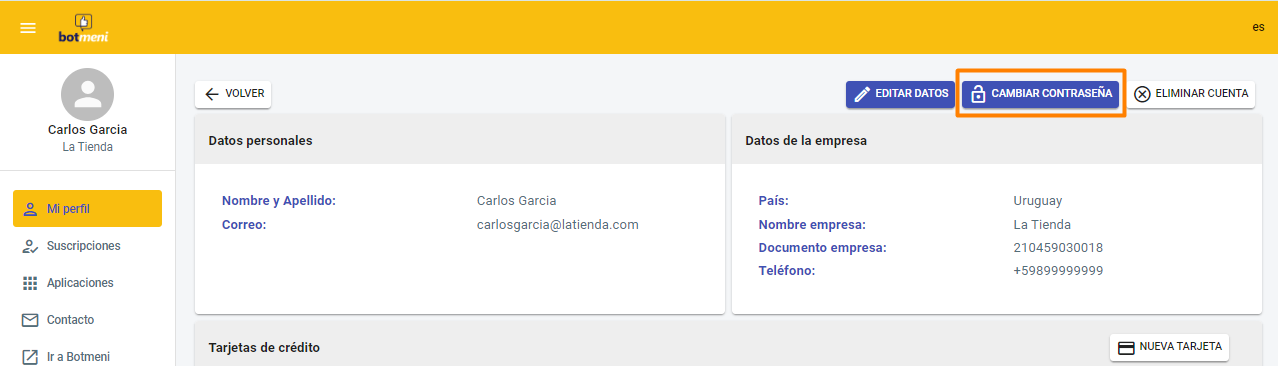 botmeni
es
Carlos Garcia
La Tienda
Mi perfil
Suscripciones
Aplicaciones
Contacto
Ir a Botmeni
VOLVER
EDITAR DATOS
CAMBIAR CONTRASEÑA
ELIMINAR CUENTA
Datos personales
Nombre y Apellido: Carlos Garcia
Correo: carlosgarcia@latienda.com
Datos de la empresa
País: Uruguay
Nombre empresa: La Tienda
Documento empresa: 210459030018
Teléfono: +59899999999
Tarjetas de crédito
NUEVA TARJETA